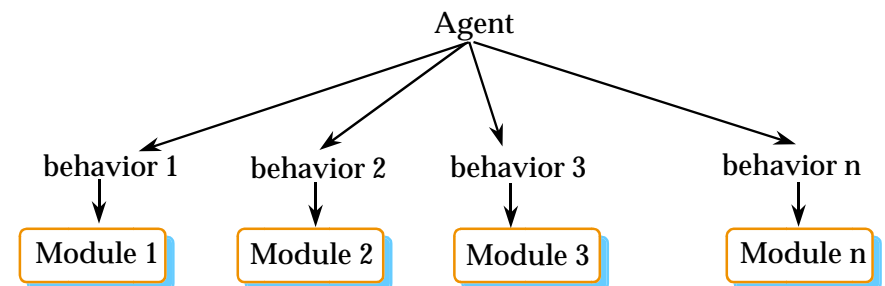 Agent
behavior 1 behavior 2 behavior 3 behavior n
Module 1 Module 2 Module 3 Module n